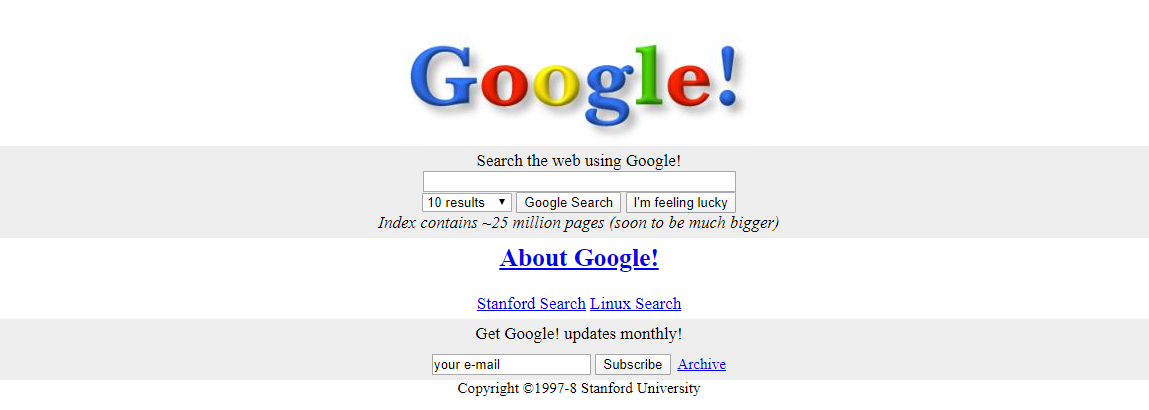 Google!
Search the web using Google!
10 results Google Search I'm feeling lucky
Index contains ~25 million pages (soon to be much bigger)
About Google!
Stanford Search Linux Search
Get Google! updates monthly!
your e-mail Subscribe Archive
Copyright ©1997-8 Stanford University